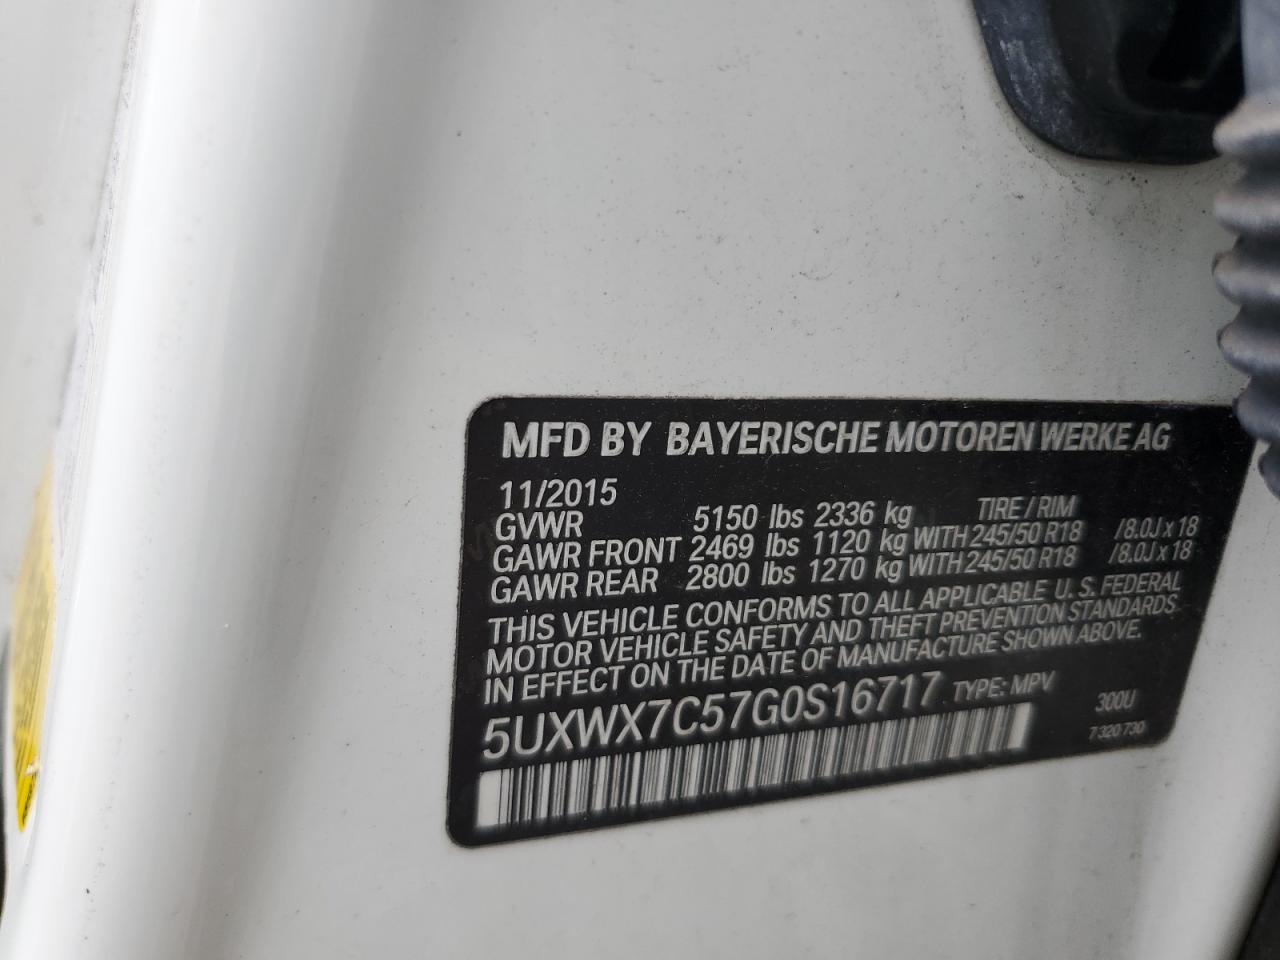 MFD BY BAYERISCHE MOTOREN WERKE AG
11/2015
GVWR 5150 lbs 2336 kg TIRE / RIM
GAWR FRONT 2469 lbs 1120 kg WITH 245/50 R18 /8.0J x 18
GAWR REAR 2800 lbs 1270 kg WITH 245/50 R18 /8.0J x 18
THIS VEHICLE CONFORMS TO ALL APPLICABLE U.S. FEDERAL
MOTOR VEHICLE SAFETY AND THEFT PREVENTION STANDARDS
IN EFFECT ON THE DATE OF MANUFACTURE SHOWN ABOVE.
5UXWX7C57G0S16717 TYPE: MPV 300U
7 320 730